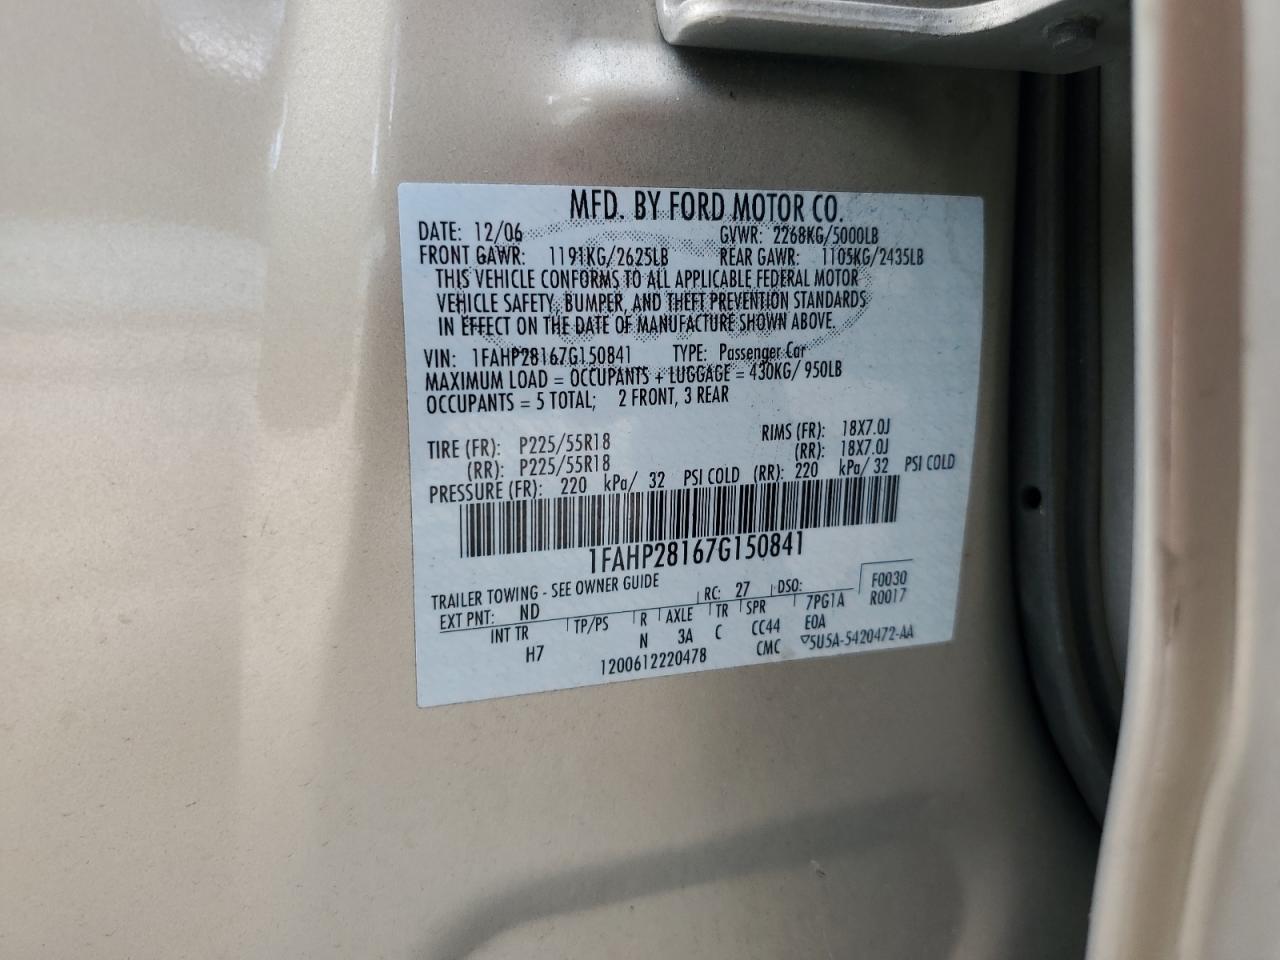 MFD. BY FORD MOTOR CO.
DATE: 12/06 GVWR: 2268KG/5000LB
FRONT GAWR: 1191KG/2625LB REAR GAWR: 1105KG/2435LB
THIS VEHICLE CONFORMS TO ALL APPLICABLE FEDERAL MOTOR
VEHICLE SAFETY, BUMPER, AND THEFT PREVENTION STANDARDS
IN EFFECT ON THE DATE OF MANUFACTURE SHOWN ABOVE.
VIN: 1FAHP28167G150841 TYPE: Passenger Car
MAXIMUM LOAD = OCCUPANTS + LUGGAGE = 430KG/ 950LB
OCCUPANTS = 5 TOTAL; 2 FRONT, 3 REAR
TIRE (FR): P225/55R18 RIMS (FR): 18X7.0J
(RR): P225/55R18 (RR): 18X7.0J
PRESSURE (FR): 220 kPa/ 32 PSI COLD (RR): 220 kPa/ 32 PSI COLD
1FAHP28167G150841
TRAILER TOWING - SEE OWNER GUIDE
EXT PNT: ND RC: 27 DSO: F0030
INT TR TP/PS R AXLE TR SPR 7PG1A R0017
H7 N 3A C CC44 E0A
1200612220478 CMC ▽5U5A-5420472-AA